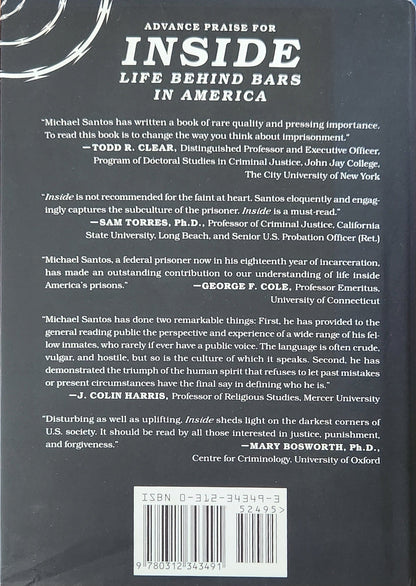 ADVANCE PRAISE FOR
INSIDE
LIFE BEHIND BARS
IN AMERICA
"Michael Santos has written a book of rare quality and pressing importance.
To read this book is to change the way you think about imprisonment."
—TODD R. CLEAR, Distinguished Professor and Executive Officer,
Program of Doctoral Studies in Criminal Justice, John Jay College,
The City University of New York
"Inside is not recommended for the faint at heart. Santos eloquently and engag-
ingly captures the subculture of the prisoner. Inside is a must-read."
—SAM TORRES, Ph.D., Professor of Criminal Justice, California
State University, Long Beach, and Senior U.S. Probation Officer (Ret.)
"Michael Santos, a federal prisoner now in his eighteenth year of incarceration,
has made an outstanding contribution to our understanding of life inside
America's prisons." —GEORGE F. COLE, Professor Emeritus,
University of Connecticut
"Michael Santos has done two remarkable things: First, he has provided to the
general reading public the perspective and experience of a wide range of his fel-
low inmates, who rarely if ever have a public voice. The language is often crude,
vulgar, and hostile, but so is the culture of which it speaks. Second, he has
demonstrated the triumph of the human spirit that refuses to let past mistakes
or present circumstances have the final say in defining who he is."
—J. COLIN HARRIS, Professor of Religious Studies, Mercer University
"Disturbing as well as uplifting, Inside sheds light on the darkest corners of
U.S. society. It should be read by all those interested in justice, punishment,
and forgiveness." —MARY BOSWORTH, Ph.D.,
Centre for Criminology, University of Oxford
ISBN 0-312-34349-3
52495>
9 780312 343491